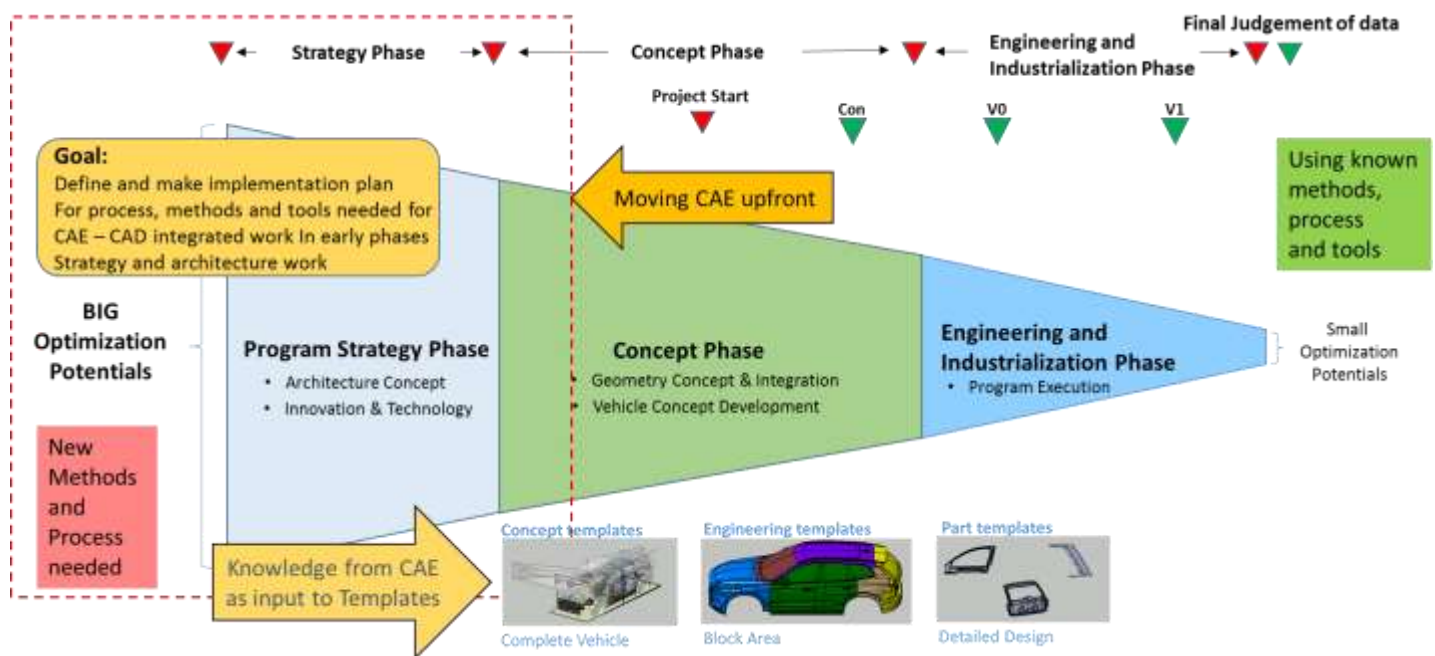 Final Judgement of data
Strategy Phase
Concept Phase
Engineering and
Industrialization Phase
Project Start
Con
V0
V1
Goal:
Define and make implementation plan
For process, methods and tools needed for
CAE – CAD integrated work In early phases
Strategy and architecture work
Moving CAE upfront
Using known
methods,
process
and tools
BIG
Optimization
Potentials
Program Strategy Phase
• Architecture Concept
• Innovation & Technology
Concept Phase
• Geometry Concept & Integration
• Vehicle Concept Development
Engineering and
Industrialization Phase
• Program Execution
Small
Optimization
Potentials
New
Methods
and
Process
needed
Knowledge from CAE
as input to Templates
Concept templates
Complete Vehicle
Engineering templates
Block Area
Part templates
Detailed Design